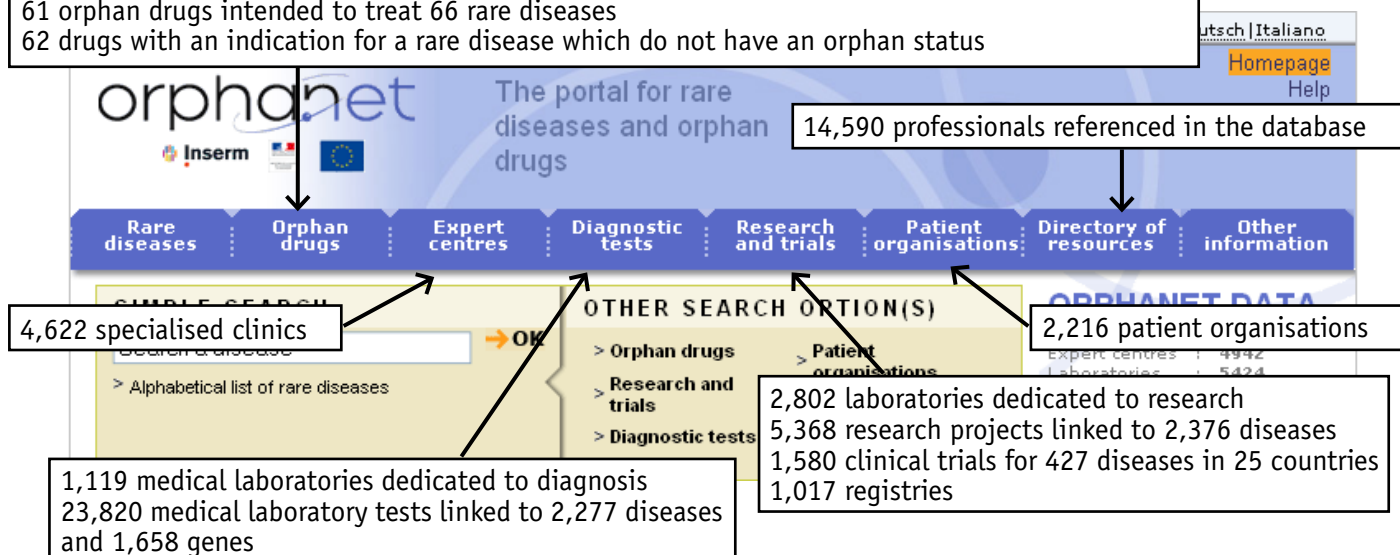 61 orphan drugs intended to treat 66 rare diseases
62 drugs with an indication for a rare disease which do not have an orphan status
Italiano
Homepage
Help
orphanet
The portal for rare
diseases and orphan
drugs
Inserm
14,590 professionals referenced in the database
Rare
diseases
Orphan
drugs
Expert
centres
Diagnostic
tests
Research
and trials
Patient
organisations
Directory of
resources
Other
information
SIMPLE SEARCH
4,622 specialised clinics
Search a disease
OK
> Alphabetical list of rare diseases
OTHER SEARCH OPTION(S)
> Orphan drugs
> Research and
trials
> Diagnostic tests
> Patient
organisations
ORPHANET DATA
2,216 patient organisations
Expert centres : 4942
Laboratories : 5424
2,802 laboratories dedicated to research
5,368 research projects linked to 2,376 diseases
1,580 clinical trials for 427 diseases in 25 countries
1,017 registries
1,119 medical laboratories dedicated to diagnosis
23,820 medical laboratory tests linked to 2,277 diseases
and 1,658 genes